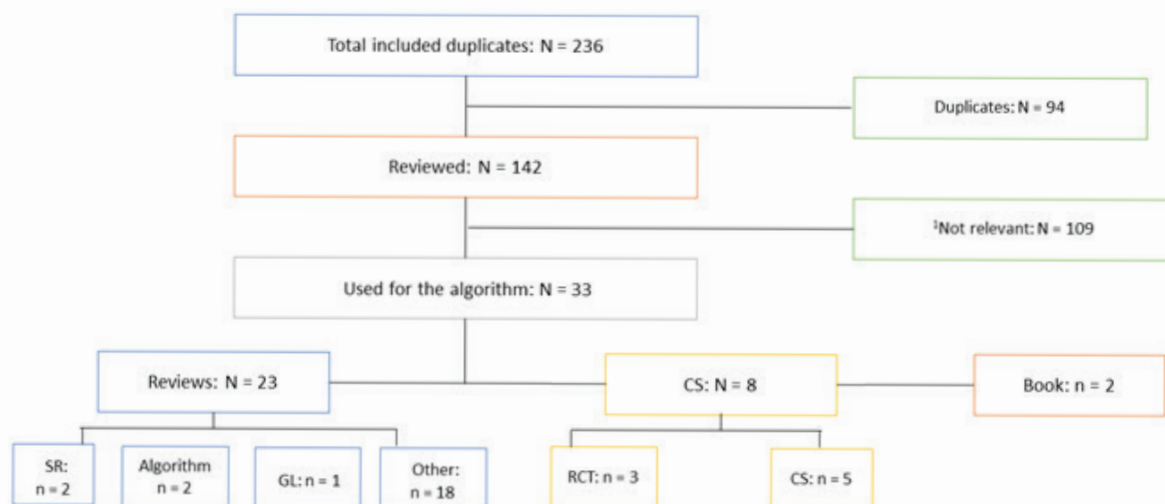 Total included duplicates: N = 236
Duplicates: N = 94
Reviewed: N = 142
¹Not relevant: N = 109
Used for the algorithm: N = 33
Reviews: N = 23
CS: N = 8
Book: n = 2
SR:
n = 2
Algorithm
n = 2
GL: n = 1
Other:
n = 18
RCT: n = 3
CS: n = 5